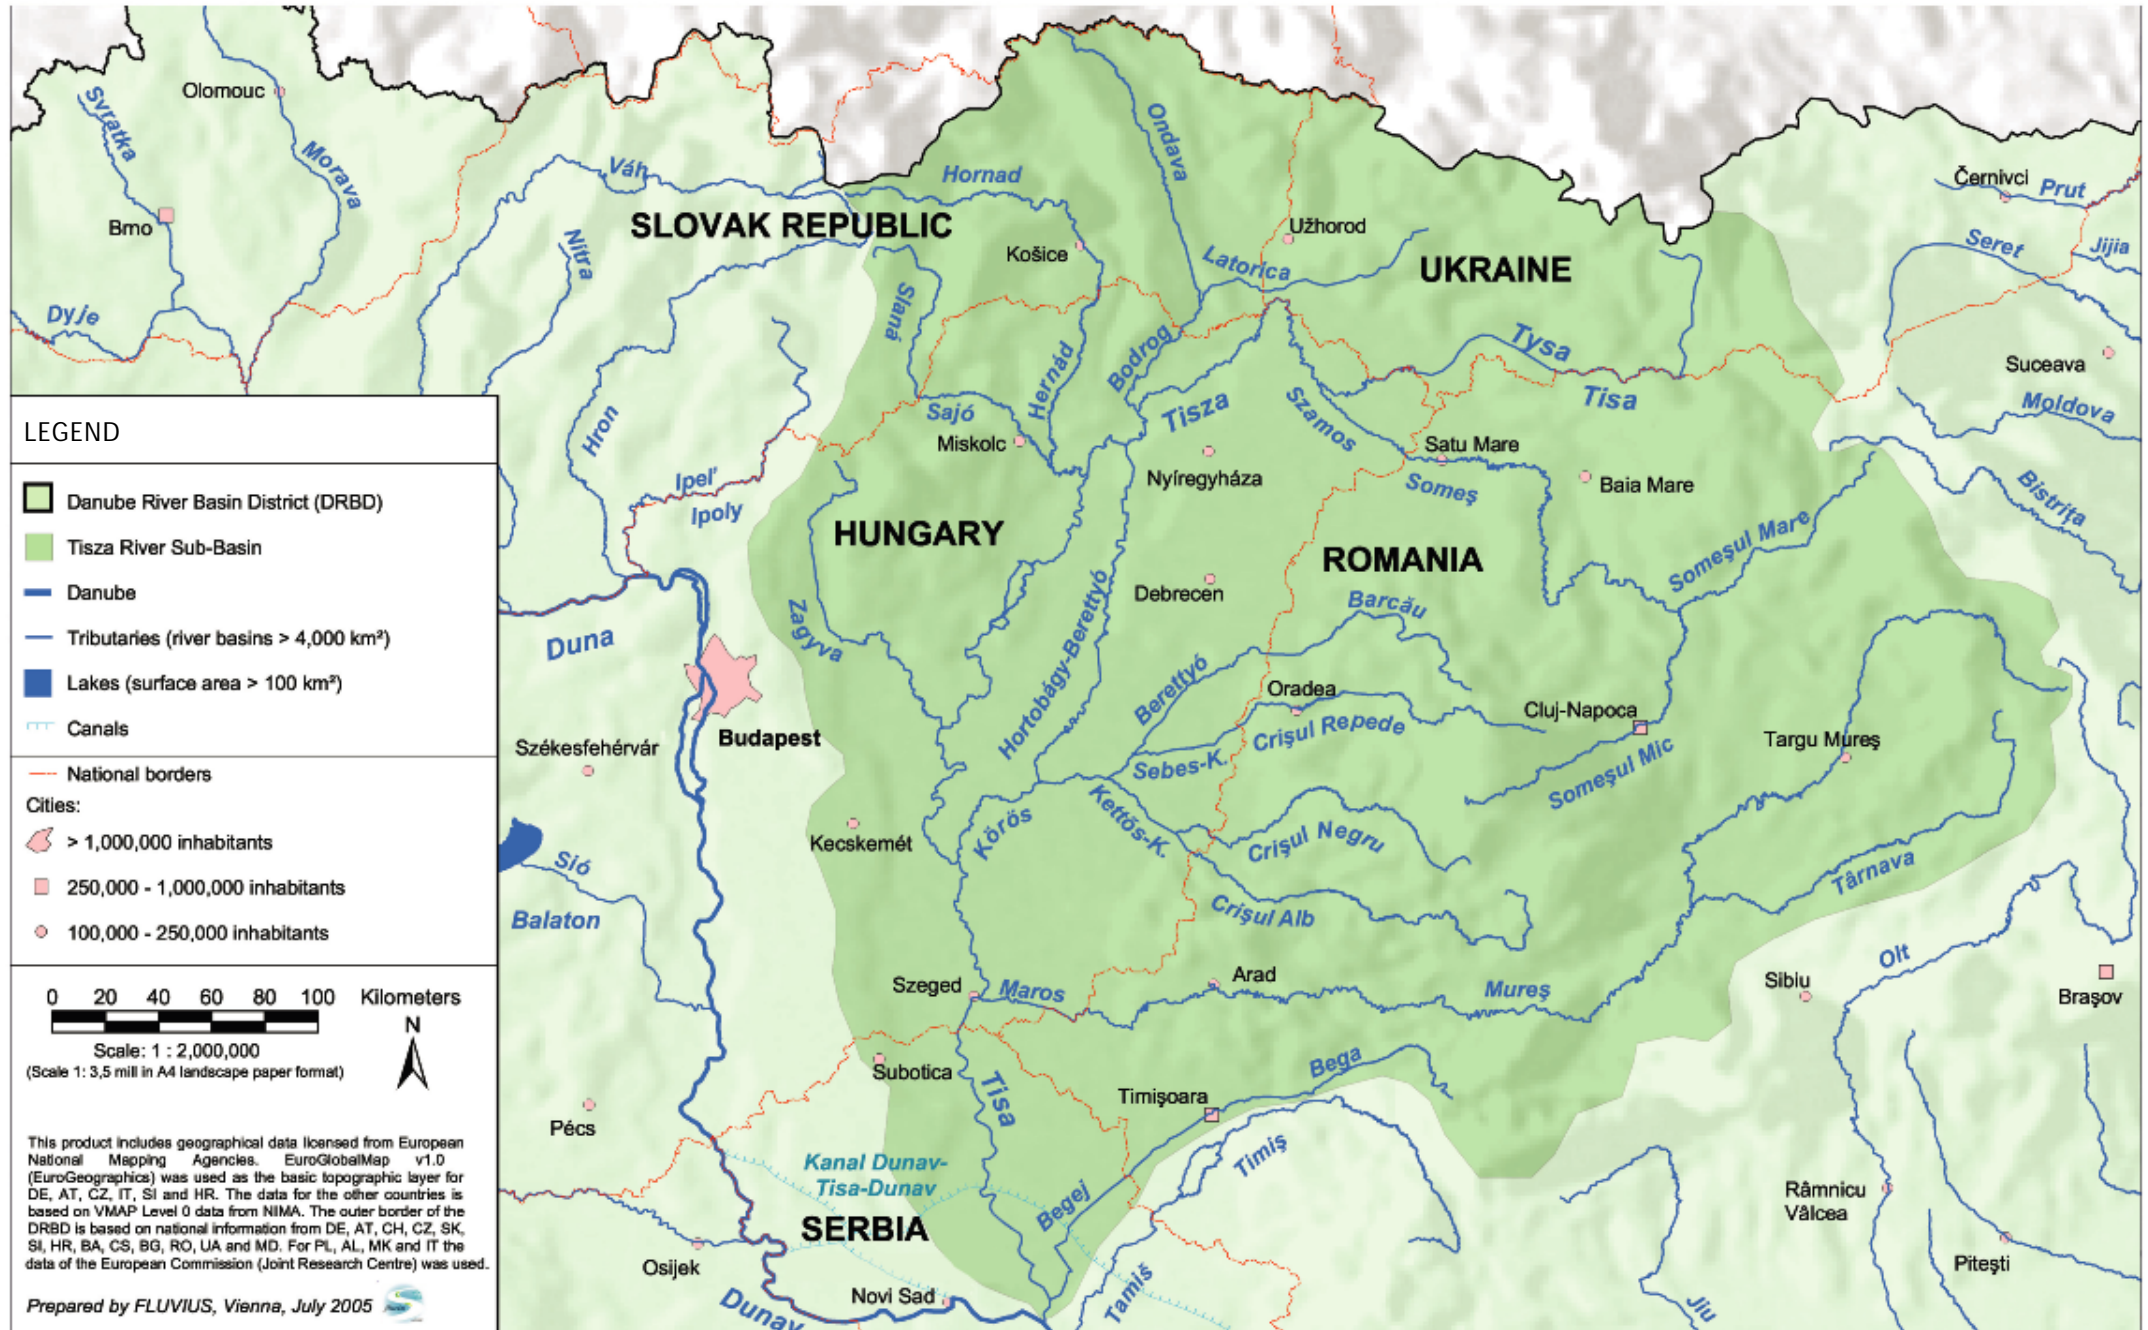 Olomouc
Svratka
Morava
Brno
Dyje
Váh
Hornad
Ondava
SLOVAK REPUBLIC
Nitra
Košice
Užhorod
Latorica
UKRAINE
Černivci
Prut
Seret
Jijia
Slaná
Hernád
Bodrog
Tysa
Tisa
Suceava
Moldova
Hron
Sajó
Miskolc
Tisza
Szamos
Satu Mare
Nyíregyháza
Someş
Baia Mare
Ipel'
Ipoly
HUNGARY
ROMANIA
Someşul Mare
Bistriţa
Debrecen
Barcău
Duna
Zagyva
Hortobágy-Berettyó
Berettyó
Oradea
Crişul Repede
Cluj-Napoca
Someşul Mic
Targu Mureş
Budapest
Székesfehérvár
Sebes-K.
Kecskemét
Körös
Kettös-K.
Crişul Negru
Crişul Alb
Târnava
Sió
Balaton
Szeged
Maros
Arad
Mureş
Olt
Sibiu
Braşov
Subotica
Tisa
Timişoara
Bega
Pécs
Timiş
Kanal Dunav-
Tisa-Dunav
Begej
SERBIA
Râmnicu
Vâlcea
Osijek
Novi Sad
Dunav
Tamiš
Jiu
Piteşti
LEGEND
Danube River Basin District (DRBD)
Tisza River Sub-Basin
Danube
Tributaries (river basins > 4,000 km²)
Lakes (surface area > 100 km²)
Canals
National borders
Cities:
> 1,000,000 inhabitants
250,000 - 1,000,000 inhabitants
100,000 - 250,000 inhabitants
0 20 40 60 80 100 Kilometers
N
Scale: 1 : 2,000,000
(Scale 1: 3,5 mill in A4 landscape paper format)
This product includes geographical data licensed from European
National Mapping Agencies. EuroGlobalMap v1.0
(EuroGeographics) was used as the basic topographic layer for
DE, AT, CZ, IT, SI and HR. The data for the other countries is
based on VMAP Level 0 data from NIMA. The outer border of the
DRBD is based on national information from DE, AT, CH, CZ, SK,
SI, HR, BA, CS, BG, RO, UA and MD. For PL, AL, MK and IT the
data of the European Commission (Joint Research Centre) was used.
Prepared by FLUVIUS, Vienna, July 2005